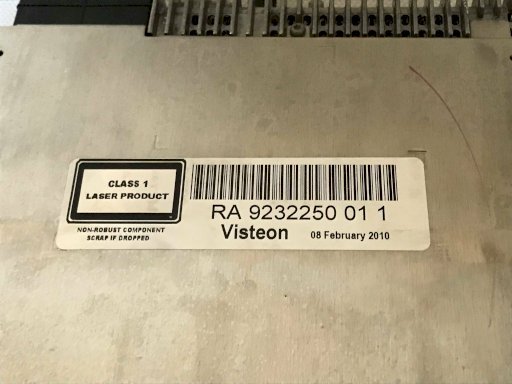 CLASS 1
LASER PRODUCT
NON-ROBUST COMPONENT
SCRAP IF DROPPED
RA 9232250 01 1
Visteon 08 February 2010